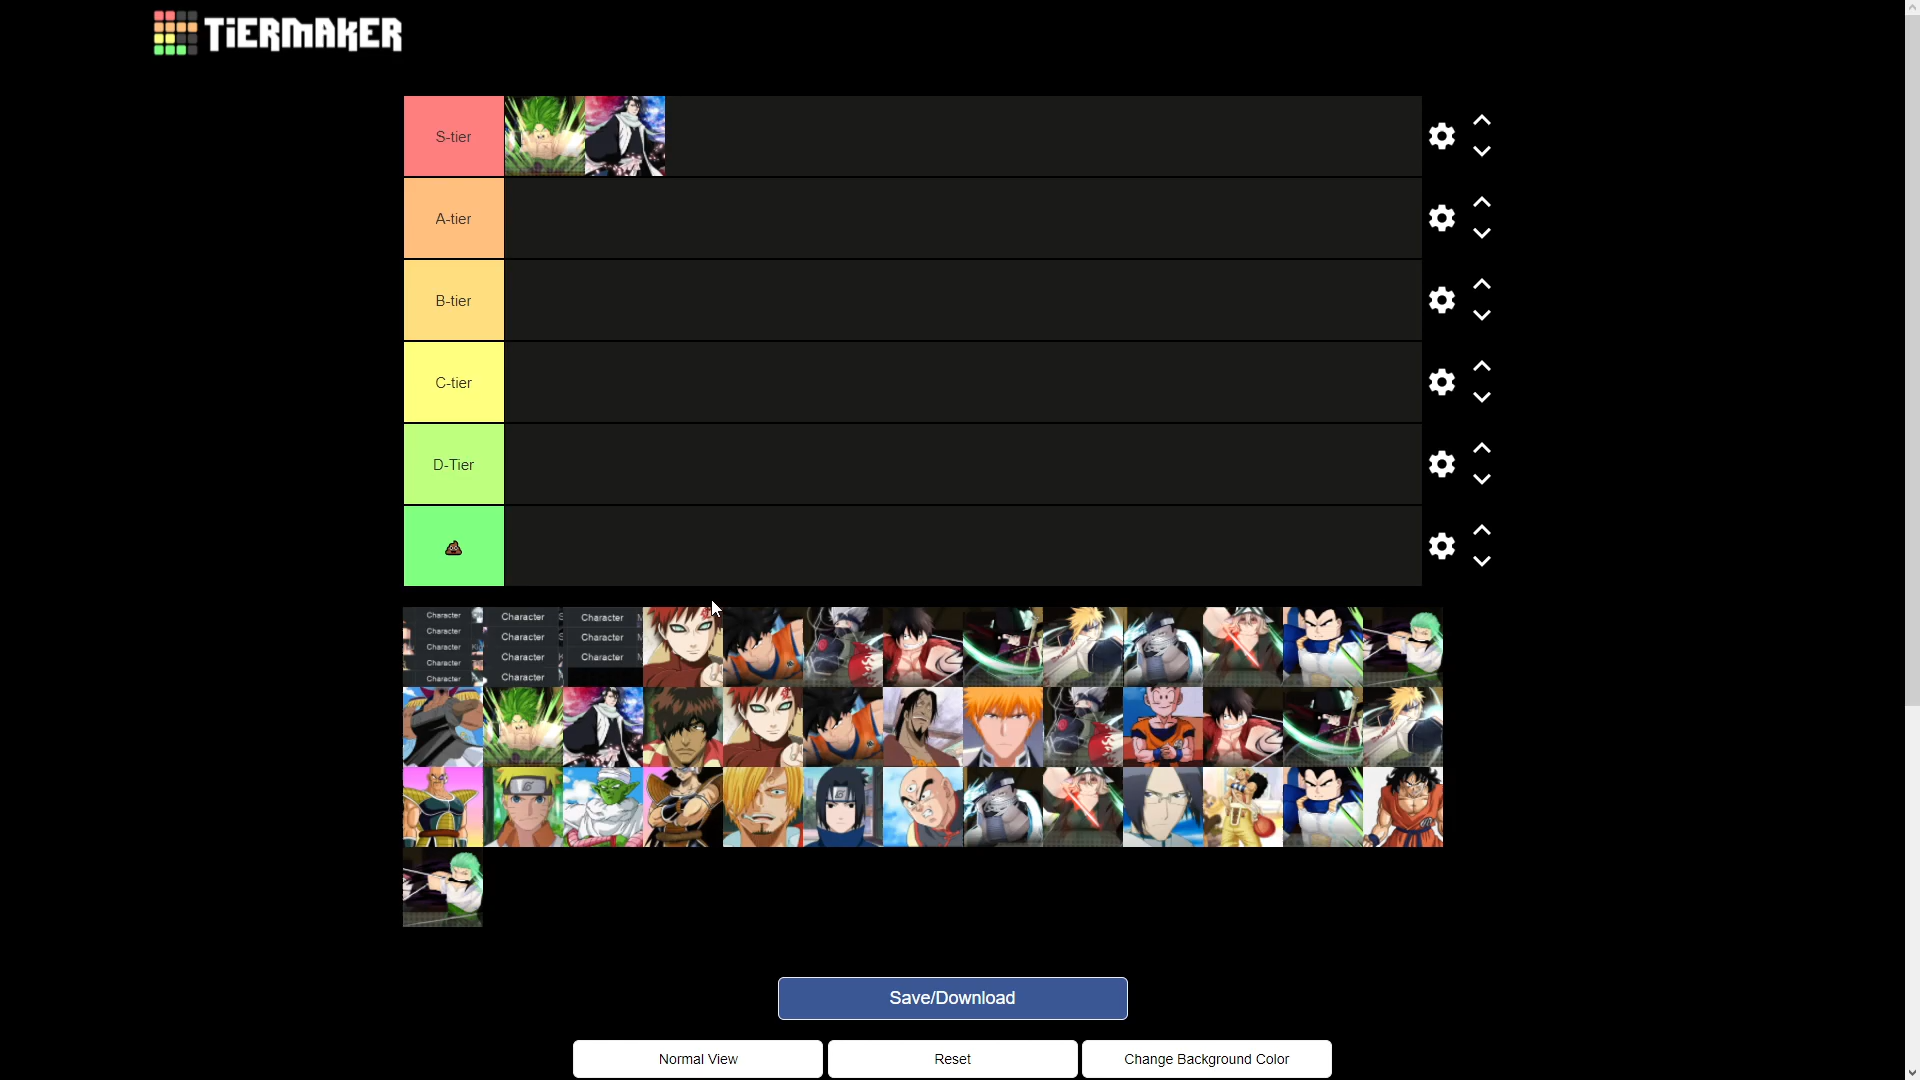 TiERMAKER
S-tier
A-tier
B-tier
C-tier
D-Tier
💩
Character
Character
Character
Character
Character
Character
Character
Character
Character
Character
Character
Character
Save/Download
Normal View
Reset
Change Background Color